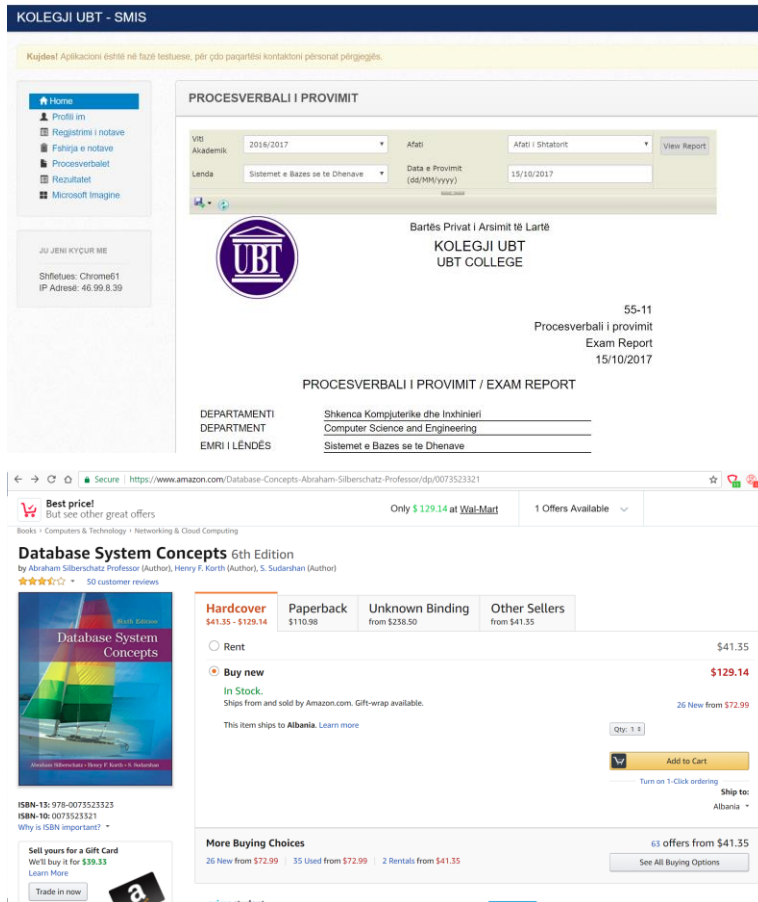 KOLEGJI UBT - SMIS
Kujdes! Aplikacioni është në fazë testuese, për çdo paqartësi kontaktoni përsonat përgjegjës.
Home
Profili im
Regjistrimi i notave
Fshirja e notave
Procesverbalet
Rezultatet
Microsoft Imagine
JU JENI KYÇUR ME
Shfletues: Chrome61
IP Adresë: 46.99.8.39
PROCESVERBALI I PROVIMIT
Viti Akademik 2016/2017 Afati Afati i Shtatorit View Report
Lenda Sistemet e Bazes se te Dhenave Data e Provimit (dd/MM/yyyy) 15/10/2017
UBT
Bartës Privat i Arsimit të Lartë
KOLEGJI UBT
UBT COLLEGE
55-11
Procesverbali i provimit
Exam Report
15/10/2017
PROCESVERBALI I PROVIMIT / EXAM REPORT
DEPARTAMENTI Shkenca Kompjuterike dhe Inxhinieri
DEPARTMENT Computer Science and Engineering
EMRI I LËNDËS Sistemet e Bazes se te Dhenave
Secure https://www.amazon.com/Database-Concepts-Abraham-Silberschatz-Professor/dp/0073523321
Best price!
But see other great offers
Only $ 129.14 at Wal-Mart
1 Offers Available
Books › Computers & Technology › Networking & Cloud Computing
Database System Concepts 6th Edition
by Abraham Silberschatz Professor (Author), Henry F. Korth (Author), S. Sudarshan (Author)
50 customer reviews
Sixth Edition
Database System
Concepts
Abraham Silberschatz • Henry F. Korth • S. Sudarshan
ISBN-13: 978-0073523323
ISBN-10: 0073523321
Why is ISBN important?
Sell yours for a Gift Card
We'll buy it for $39.33
Learn More
Trade in now
Hardcover Paperback Unknown Binding Other Sellers
$41.35 - $129.14 $110.98 from $238.50 from $41.35
Rent $41.35
Buy new $129.14
In Stock.
Ships from and sold by Amazon.com. Gift-wrap available.
26 New from $72.99
This item ships to Albania. Learn more
Qty: 1
Add to Cart
Turn on 1-Click ordering
Ship to:
Albania
More Buying Choices
26 New from $72.99 35 Used from $72.99 2 Rentals from $41.35
63 offers from $41.35
See All Buying Options